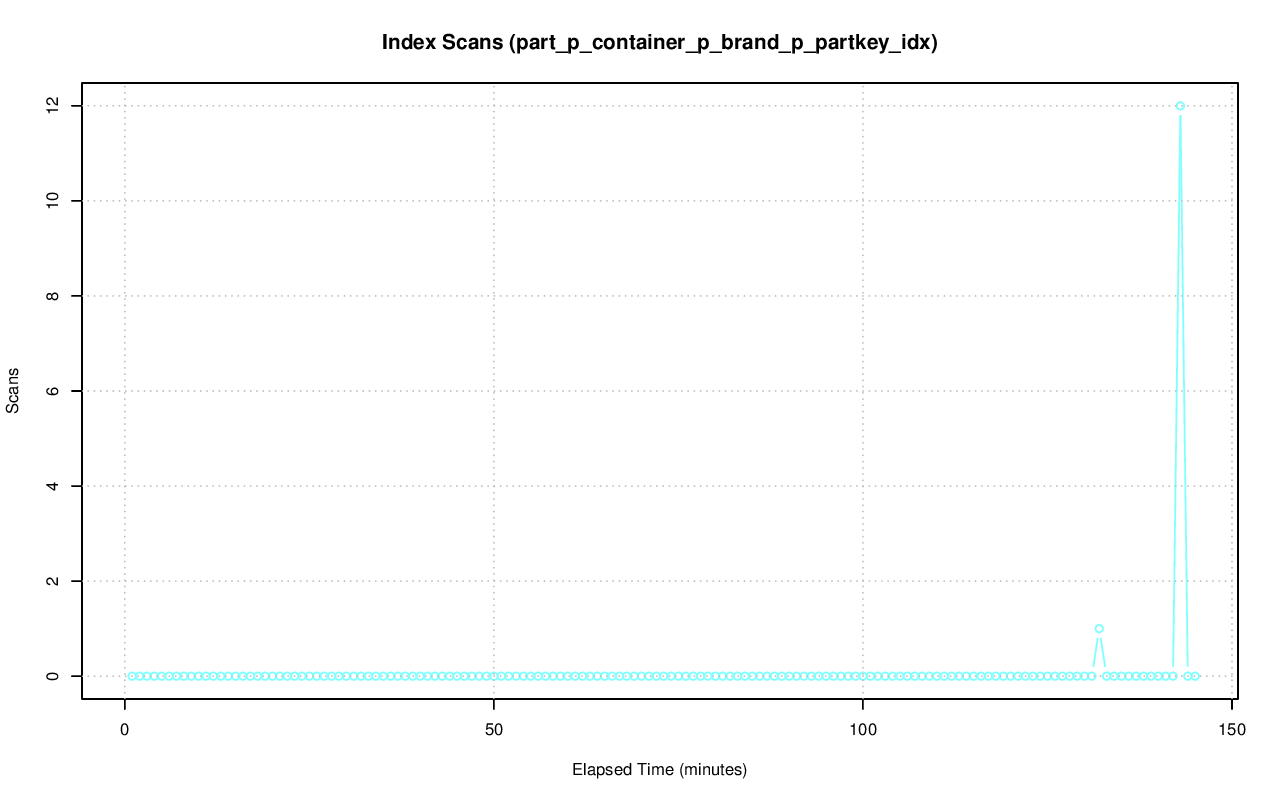 Index Scans (part_p_container_p_brand_p_partkey_idx)
12
10
8
6
4
2
0
Scans
0 50 100 150
Elapsed Time (minutes)